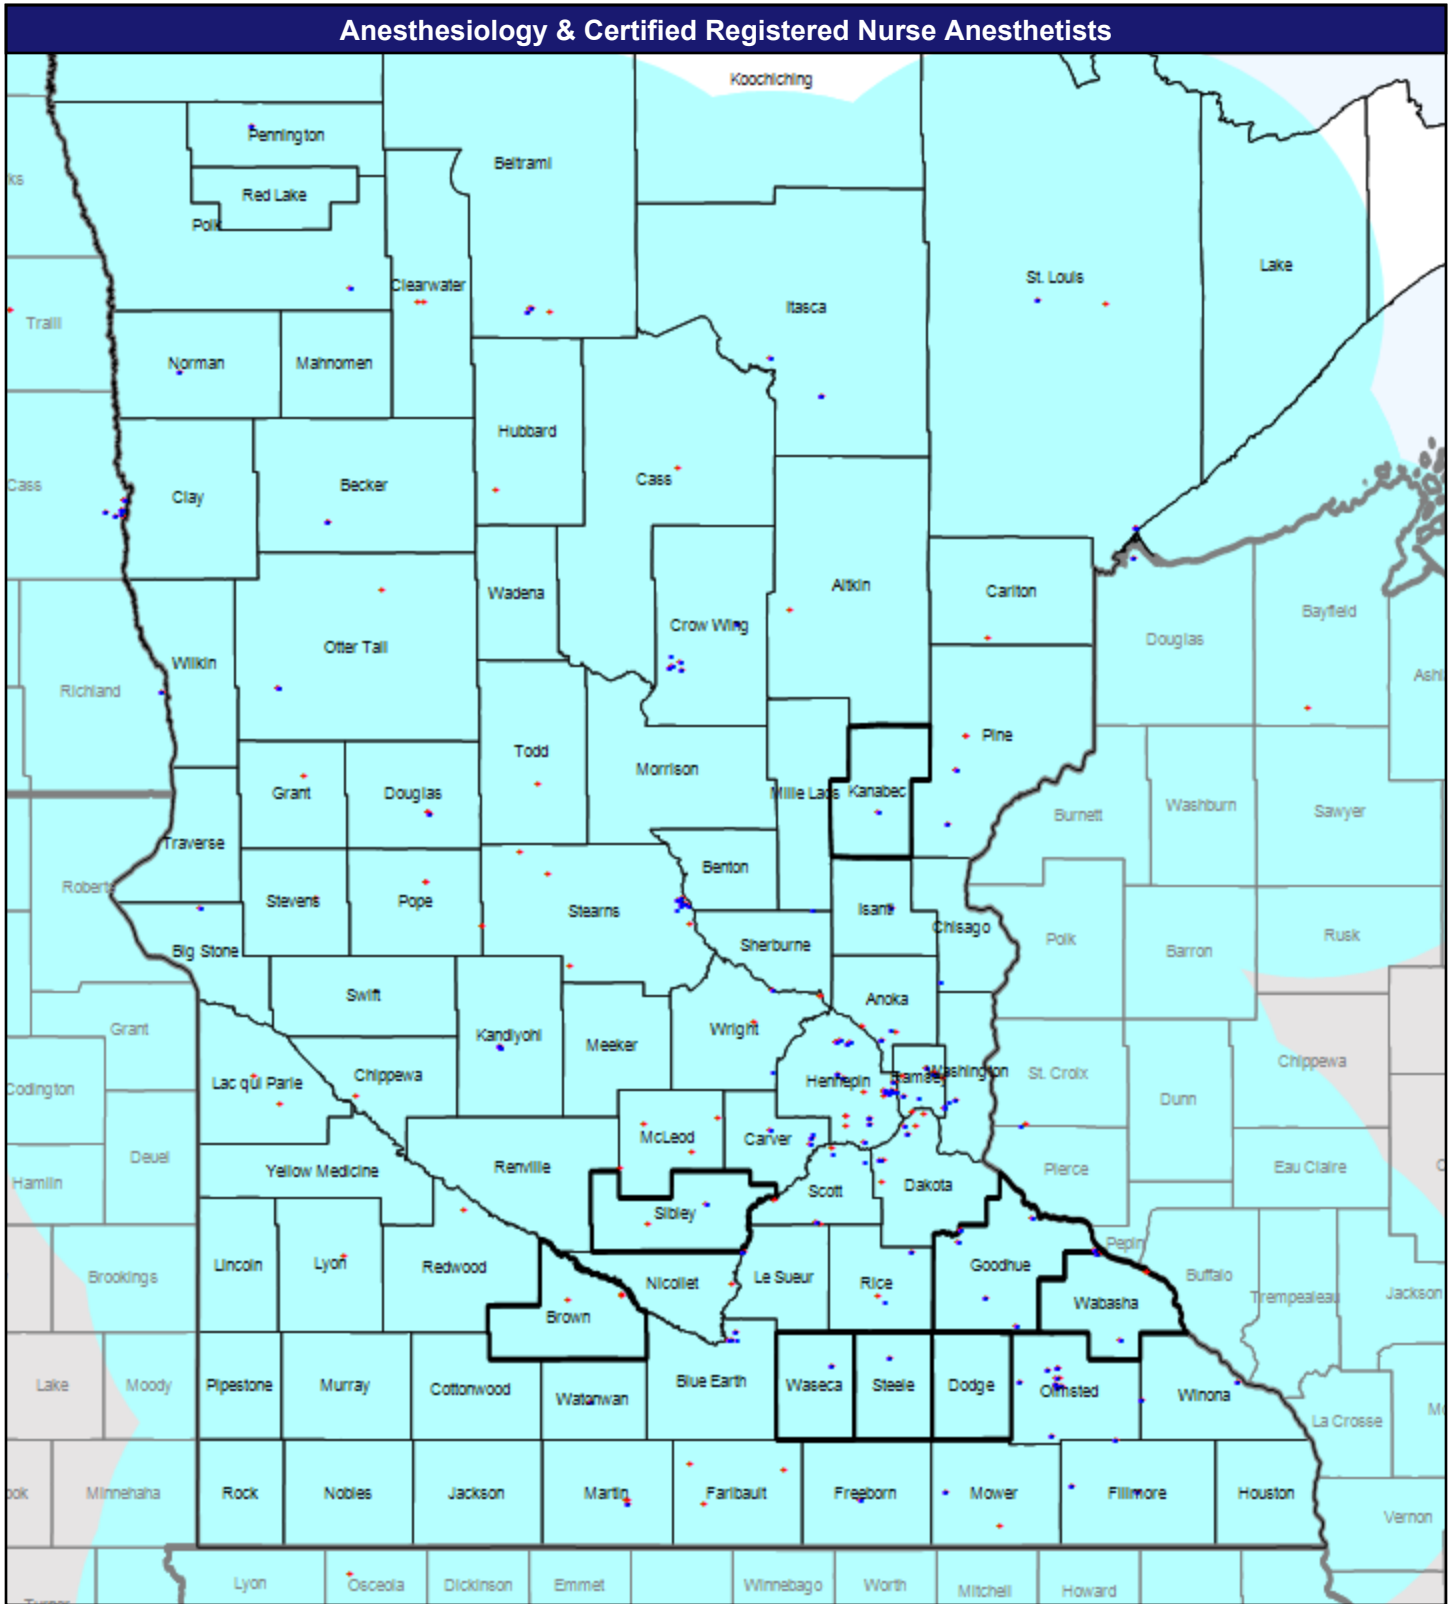 Anesthesiology & Certified Registered Nurse Anesthetists
Koochiching
Pennington
Beltrami
ks
Red Lake
Polk
Clearwater
St. Louis
Lake
Itasca
Traill
Norman
Mahnomen
Hubbard
Cass
Cass
Clay
Becker
Wadena
Aitkin
Carlton
Crow Wing
Bayfield
Otter Tail
Douglas
Wilkin
Richland
Ashl
Todd
Pine
Morrison
Grant
Douglas
Mille Lacs
Kanabec
Washburn
Burnett
Sawyer
Traverse
Benton
Roberts
Stevens
Pope
Stearns
Isanti
Chisago
Rusk
Polk
Barron
Big Stone
Sherburne
Swift
Anoka
Grant
Wright
Kandiyohi
Meeker
Chippewa
Chippewa
Lac qui Parle
Hennepin
Ramsey
Washington
St. Croix
Codington
Dunn
McLeod
Carver
Deuel
Yellow Medicine
Renville
Pierce
Eau Claire
Hamlin
Scott
Dakota
Sibley
Pepin
Brookings
Lincoln
Lyon
Redwood
Nicollet
Le Sueur
Rice
Goodhue
Buffalo
Trempealeau
Jackson
Brown
Wabasha
Lake
Moody
Pipestone
Murray
Cottonwood
Watonwan
Blue Earth
Waseca
Steele
Dodge
Olmsted
Winona
La Crosse
Mo
ook
Minnehaha
Rock
Nobles
Jackson
Martin
Faribault
Freeborn
Mower
Fillmore
Houston
Vernon
Lyon
Osceola
Dickinson
Emmet
Winnebago
Worth
Mitchell
Howard